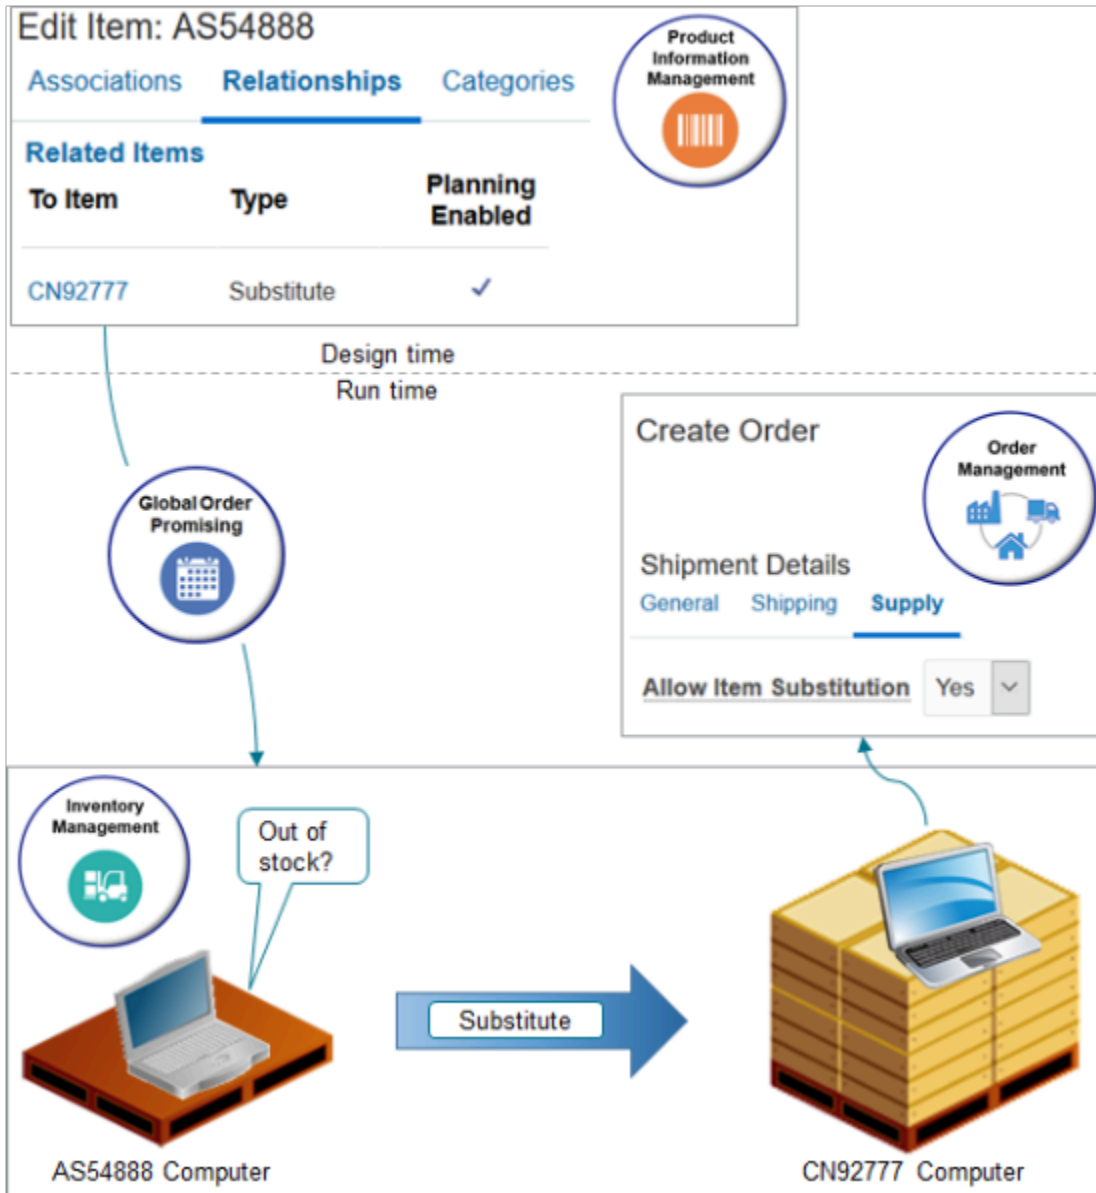 Edit Item: AS54888
Product
Information
Management
Associations Relationships Categories
Related Items
To Item Type Planning
Enabled
CN92777 Substitute
Design time
Run time
Create Order
Order
Management
Global Order
Promising
Shipment Details
General Shipping Supply
Allow Item Substitution Yes
Inventory
Management
Out of
stock?
Substitute
AS54888 Computer
CN92777 Computer